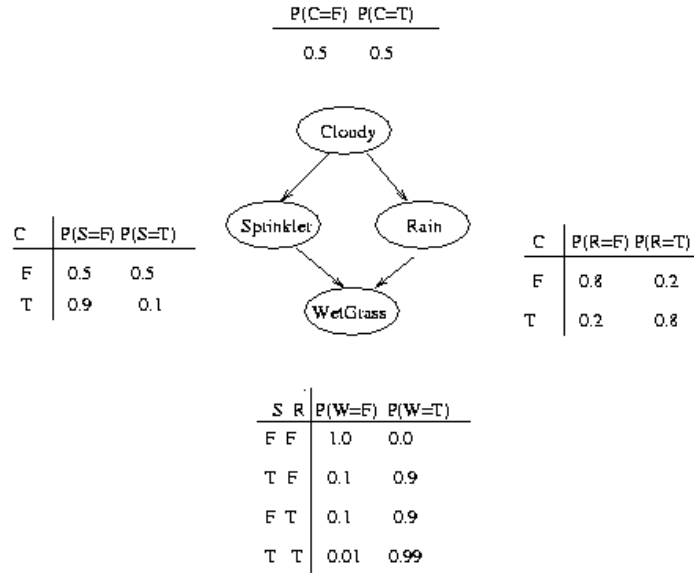 P(C=F) P(C=T)
0.5 0.5
Cloudy
Sprinkler
Rain
C P(S=F) P(S=T)
F 0.5 0.5
T 0.9 0.1
C P(R=F) P(R=T)
F 0.8 0.2
T 0.2 0.8
WetGrass
S R P(W=F) P(W=T)
F F 1.0 0.0
T F 0.1 0.9
F T 0.1 0.9
T T 0.01 0.99